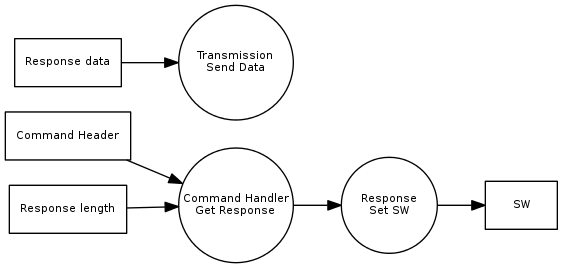 Response data
Transmission
Send Data
Command Header
Response length
Command Handler
Get Response
Response
Set SW
SW